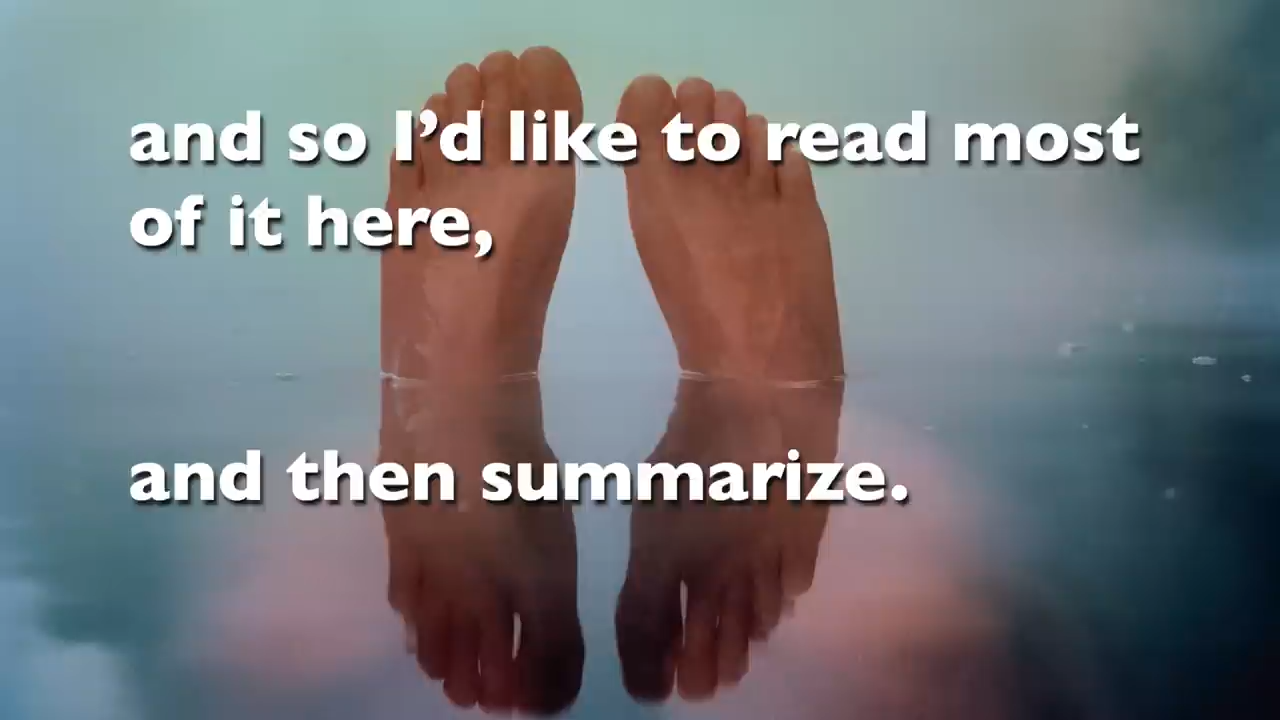 and so I’d like to read most
of it here,
and then summarize.